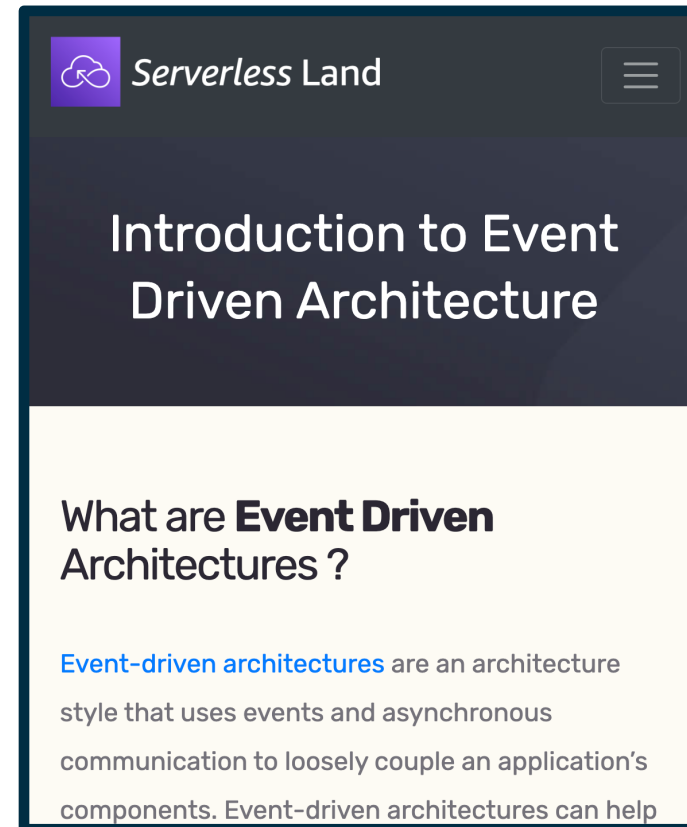 Serverless Land
Introduction to Event
Driven Architecture
What are Event Driven
Architectures ?
Event-driven architectures are an architecture
style that uses events and asynchronous
communication to loosely couple an application’s
components. Event-driven architectures can help